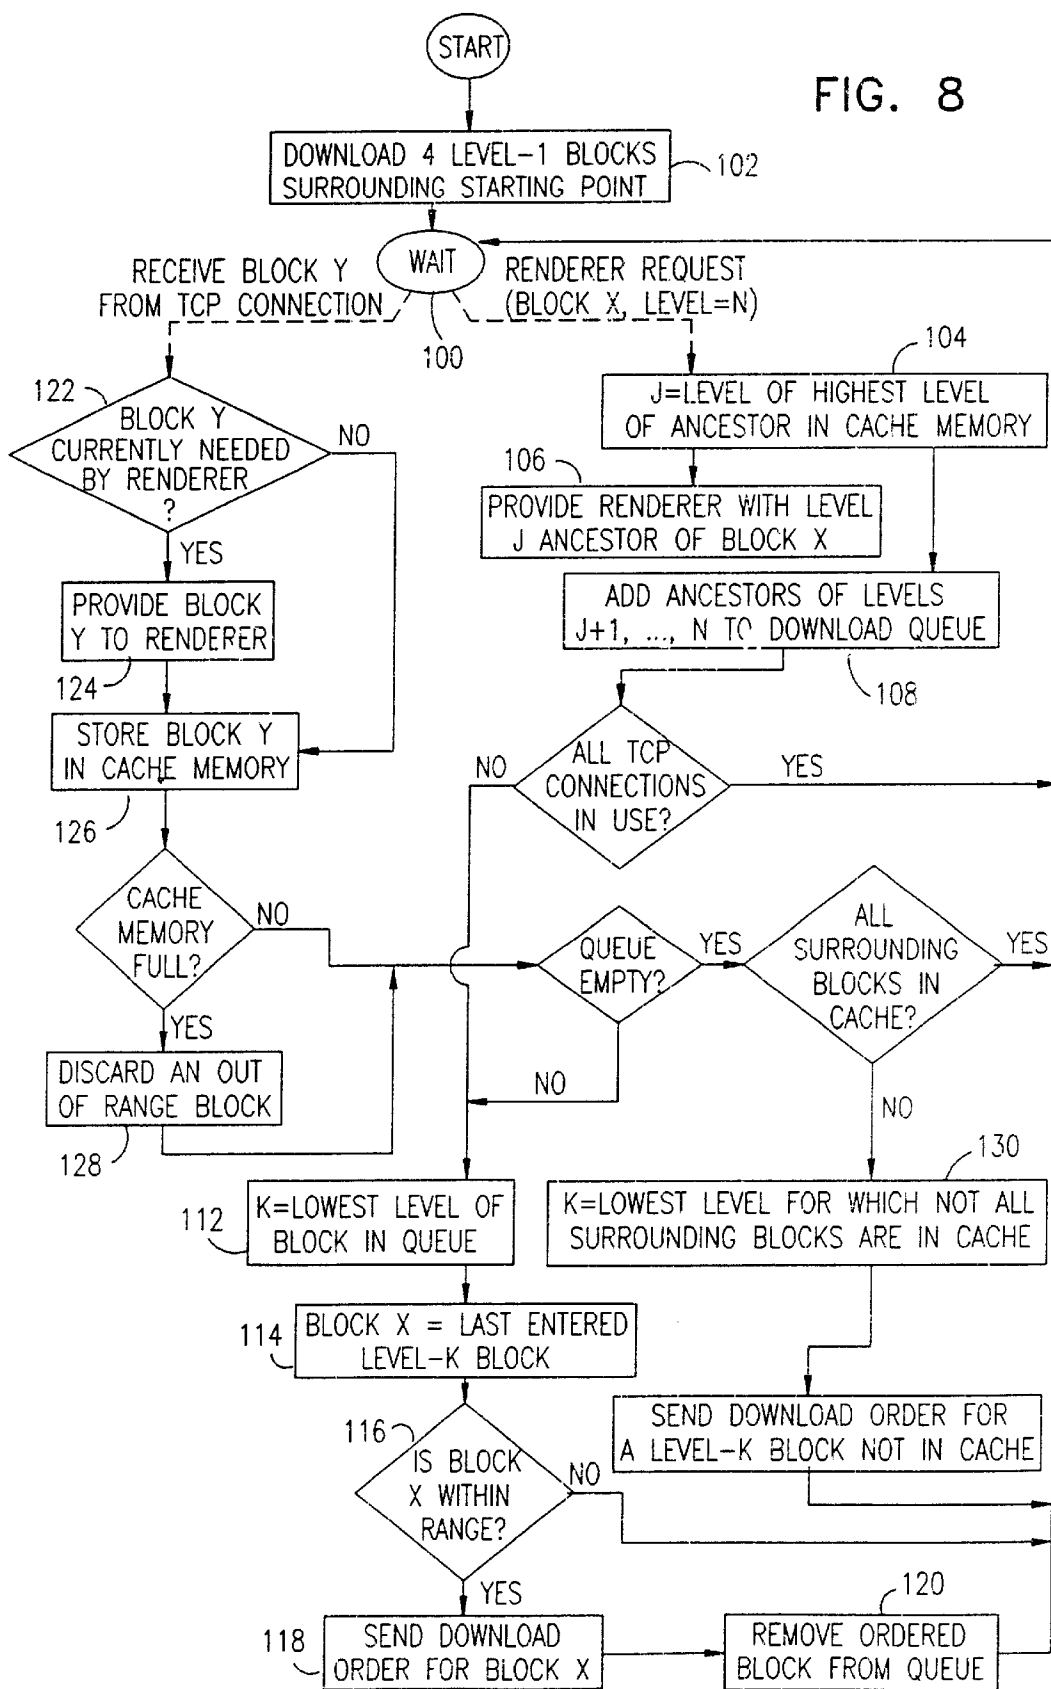 START
FIG. 8
DOWNLOAD 4 LEVEL-1 BLOCKS
SURROUNDING STARTING POINT
102
WAIT
RECEIVE BLOCK Y
FROM TCP CONNECTION
RENDERER REQUEST
(BLOCK X, LEVEL=N)
100
104
J=LEVEL OF HIGHEST LEVEL
OF ANCESTOR IN CACHE MEMORY
122
BLOCK Y
CURRENTLY NEEDED
BY RENDERER
?
NO
YES
106
PROVIDE RENDERER WITH LEVEL
J ANCESTOR OF BLOCK X
PROVIDE BLOCK
Y TO RENDERER
124
ADD ANCESTORS OF LEVELS
J+1, ..., N TO DOWNLOAD QUEUE
108
STORE BLOCK Y
IN CACHE MEMORY
126
ALL TCP
CONNECTIONS
IN USE?
NO
YES
CACHE
MEMORY
FULL?
NO
YES
QUEUE
EMPTY?
YES
NO
ALL
SURROUNDING
BLOCKS IN
CACHE?
YES
NO
DISCARD AN OUT
OF RANGE BLOCK
128
130
112
K=LOWEST LEVEL OF
BLOCK IN QUEUE
K=LOWEST LEVEL FOR WHICH NOT ALL
SURROUNDING BLOCKS ARE IN CACHE
114
BLOCK X = LAST ENTERED
LEVEL-K BLOCK
116
IS BLOCK
X WITHIN
RANGE?
NO
YES
SEND DOWNLOAD ORDER FOR
A LEVEL-K BLOCK NOT IN CACHE
118
SEND DOWNLOAD
ORDER FOR BLOCK X
120
REMOVE ORDERED
BLOCK FROM QUEUE